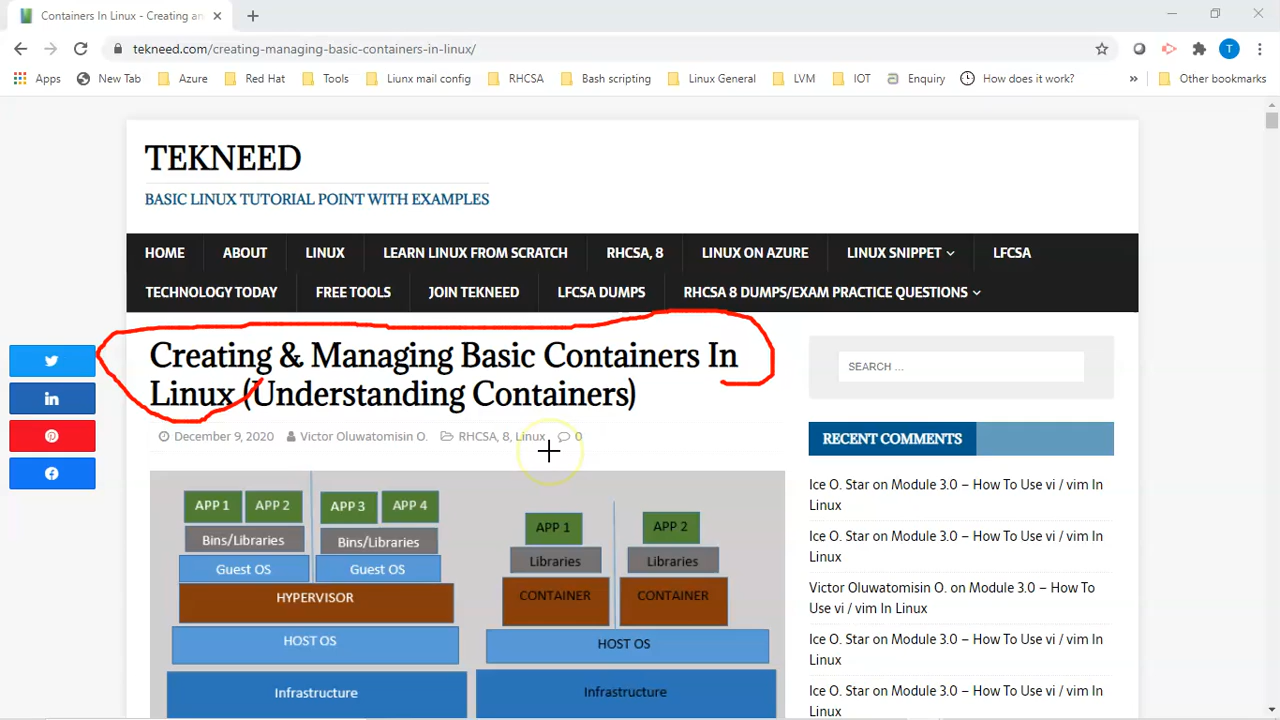 Containers In Linux - Creating an
tekneed.com/creating-managing-basic-containers-in-linux/
T
Apps New Tab Azure Red Hat Tools Liunx mail config RHCSA Bash scripting Linux General LVM IOT Enquiry How does it work? » Other bookmarks
TEKNEED
BASIC LINUX TUTORIAL POINT WITH EXAMPLES
HOME ABOUT LINUX LEARN LINUX FROM SCRATCH RHCSA, 8 LINUX ON AZURE LINUX SNIPPET LFCSA
TECHNOLOGY TODAY FREE TOOLS JOIN TEKNEED LFCSA DUMPS RHCSA 8 DUMPS/EXAM PRACTICE QUESTIONS
Creating & Managing Basic Containers In
Linux (Understanding Containers)
December 9, 2020 Victor Oluwatomisin O. RHCSA, 8, Linux 0
APP 1 APP 2 APP 3 APP 4
Bins/Libraries Bins/Libraries
Guest OS Guest OS
HYPERVISOR
HOST OS
Infrastructure
APP 1 APP 2
Libraries Libraries
CONTAINER CONTAINER
HOST OS
Infrastructure
SEARCH ...
RECENT COMMENTS
Ice O. Star on Module 3.0 – How To Use vi / vim In
Linux
Ice O. Star on Module 3.0 – How To Use vi / vim In
Linux
Victor Oluwatomisin O. on Module 3.0 – How To
Use vi / vim In Linux
Ice O. Star on Module 3.0 – How To Use vi / vim In
Linux
Ice O. Star on Module 3.0 – How To Use vi / vim In
Linux